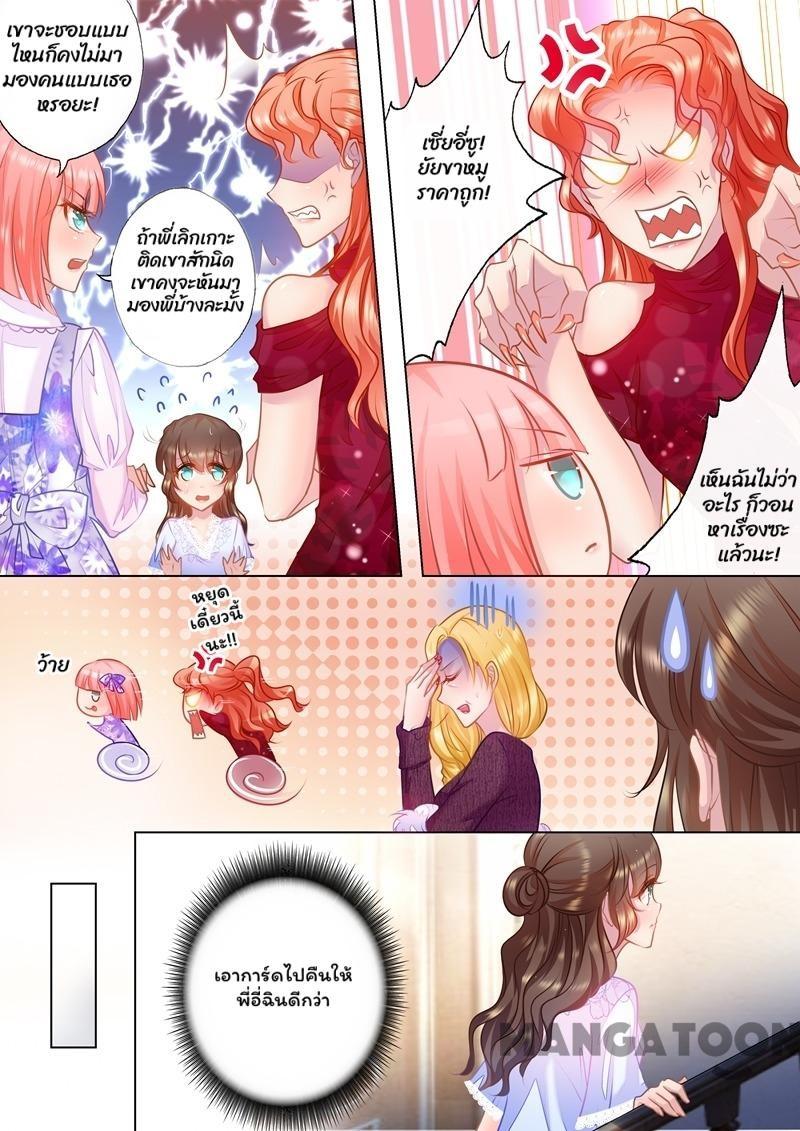 เขาจะชอบแบบ
ไหนก็คงไม่มา
มองคนแบบเธอ
หรอยะ!
ถ้าพี่เลิกเกาะ
ติดเขาสักนิด
เขาคงจะหันมา
มองพี่บ้างละมั้ง
เซี่ยอี่ซู!
ยัยขาหมู
ราคาถูก!
เห็นฉันไม่ว่า
อะไร ก็วอน
หาเรื่องซะ
แล้วนะ!
ว้าย
หยุด
เดี๋ยวนี้
นะ!!
เอาการ์ดไปคืนให้
พี่อี่ฉินดีกว่า
MANGATOON